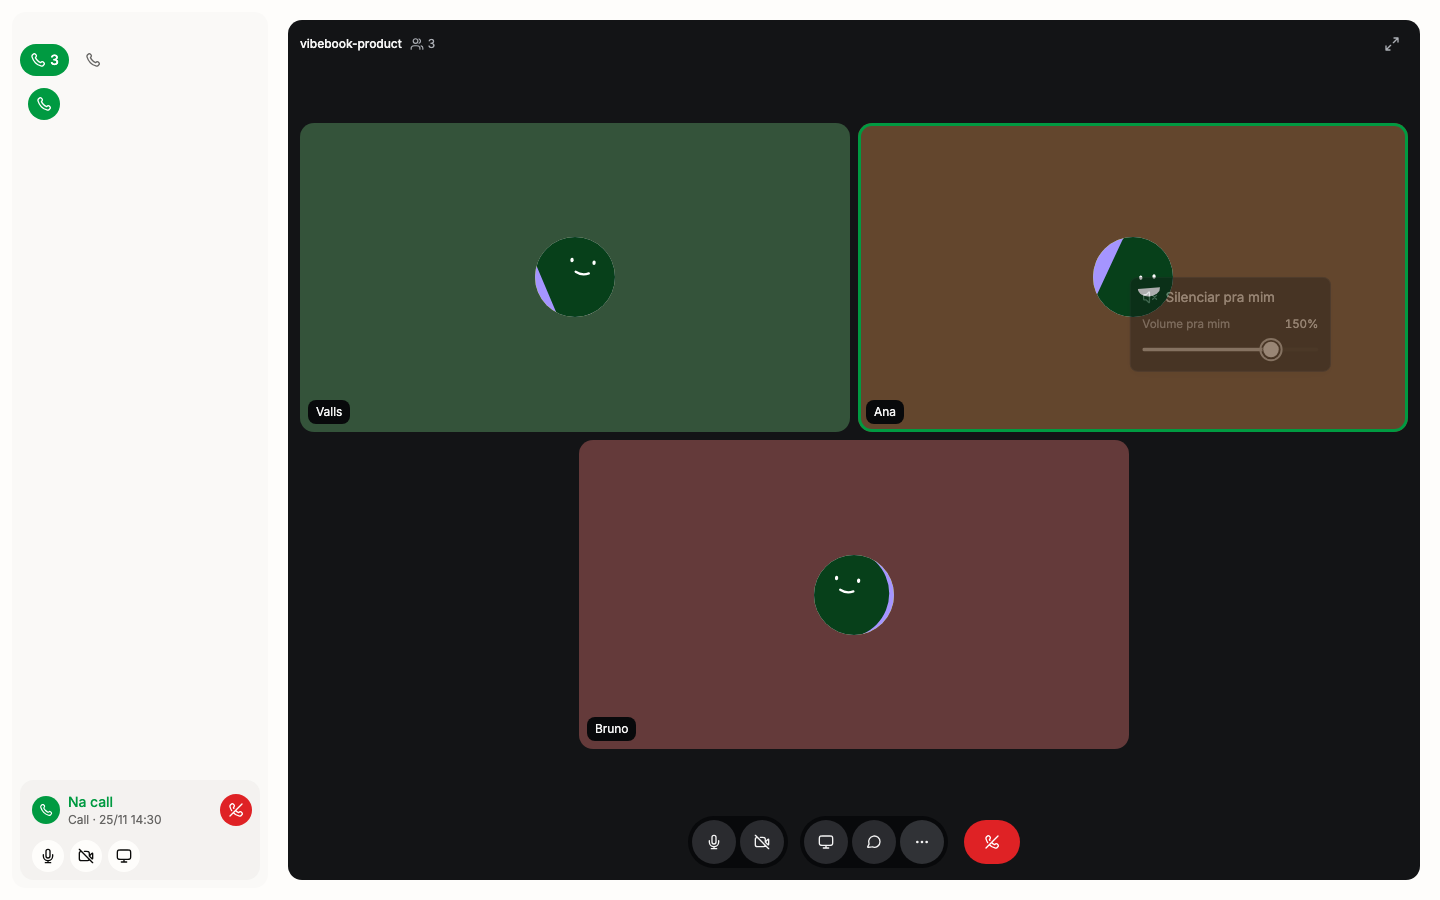 3
vibebook-product 3
Silenciar pra mim
Volume pra mim 150%
Valls
Ana
Bruno
Na call
Call · 25/11 14:30